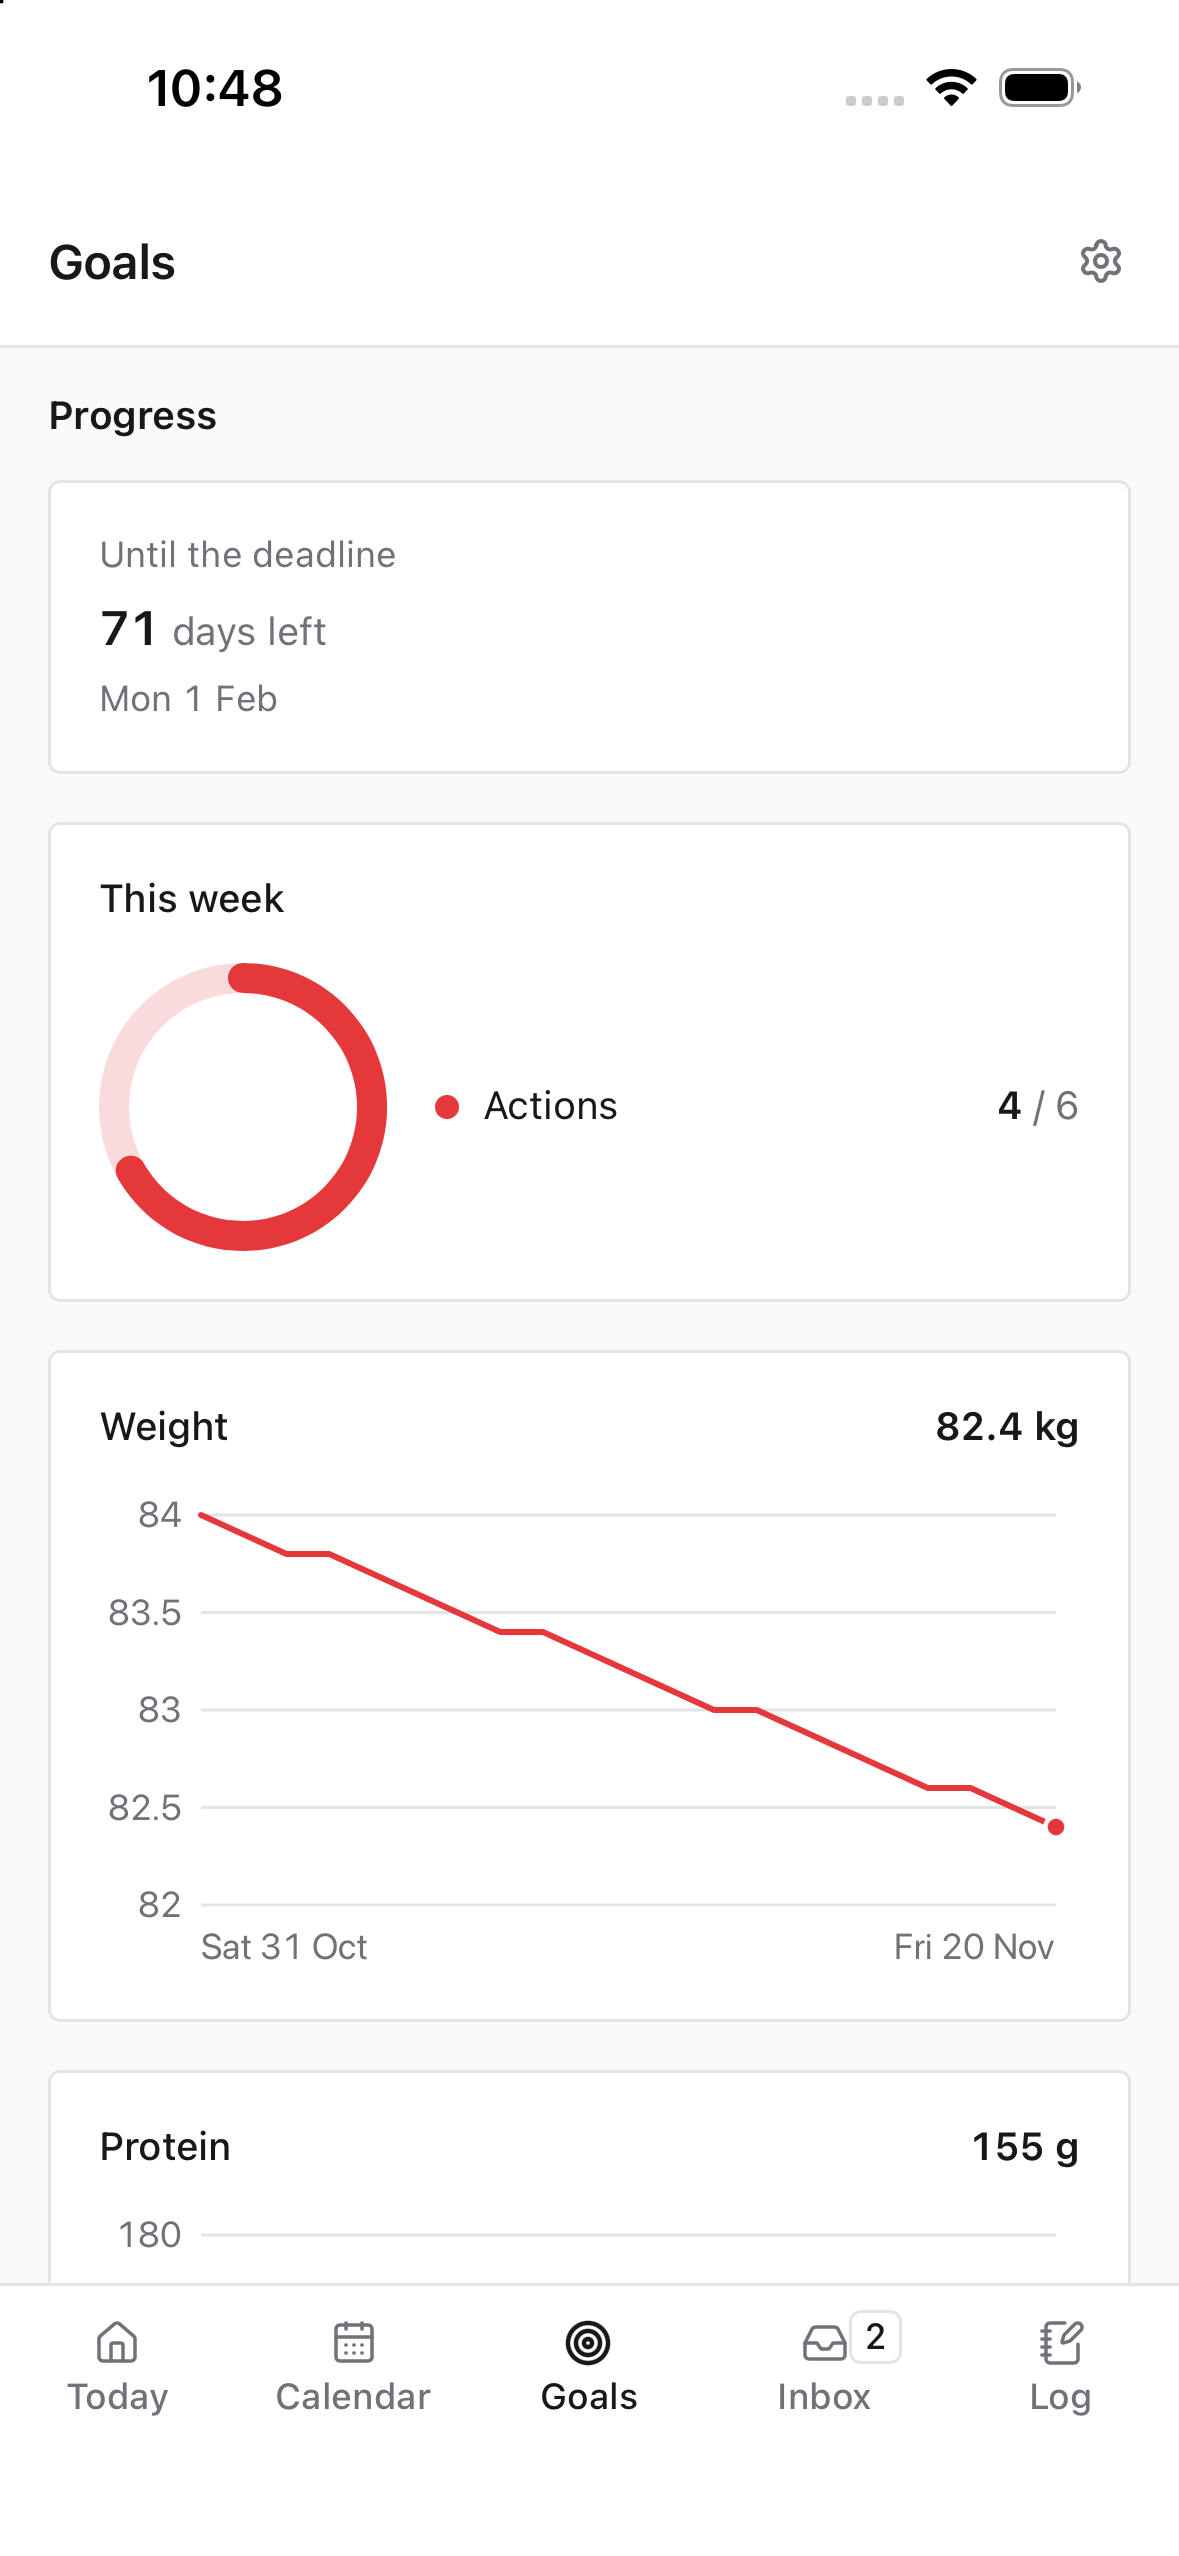 10:48
Goals
Progress
Until the deadline
71 days left
Mon 1 Feb
This week
Actions 4 / 6
Weight 82.4 kg
84
83.5
83
82.5
82
Sat 31 Oct Fri 20 Nov
Protein 155 g
180
Today Calendar Goals Inbox 2 Log